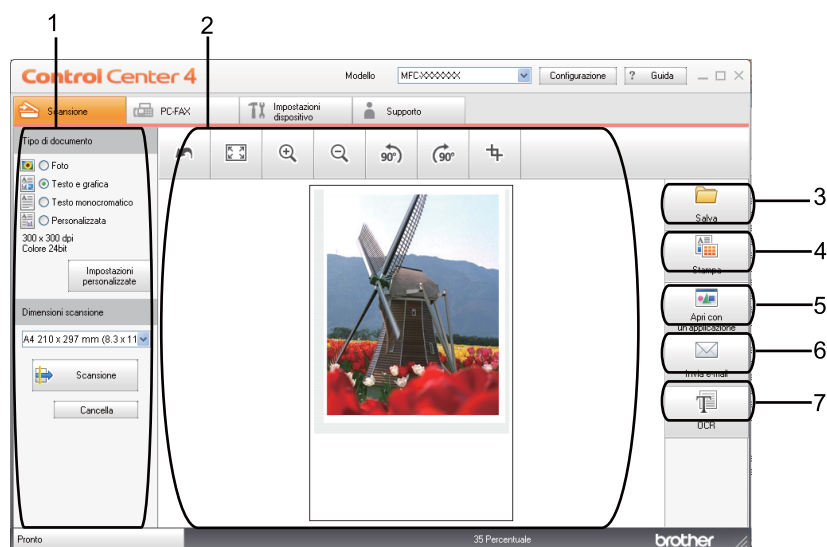 1
2
Control Center 4
Modello
MFC-XXXXXX
Configurazione
? Guida
Scansione
PC-FAX
Impostazioni
dispositivo
Supporto
Tipo di documento
Foto
Testo e grafica
Testo monocromatico
Personalizzata
300 x 300 dpi
Colore 24bit
Impostazioni
personalizzate
Dimensioni scansione
A4 210 x 297 mm (8.3 x 11
Scansione
Cancella
90°
90°
Salva
3
Stampa
4
Apri con
un'applicazione
5
Invia e-mail
6
OCR
7
Pronto
35 Percentuale
brother